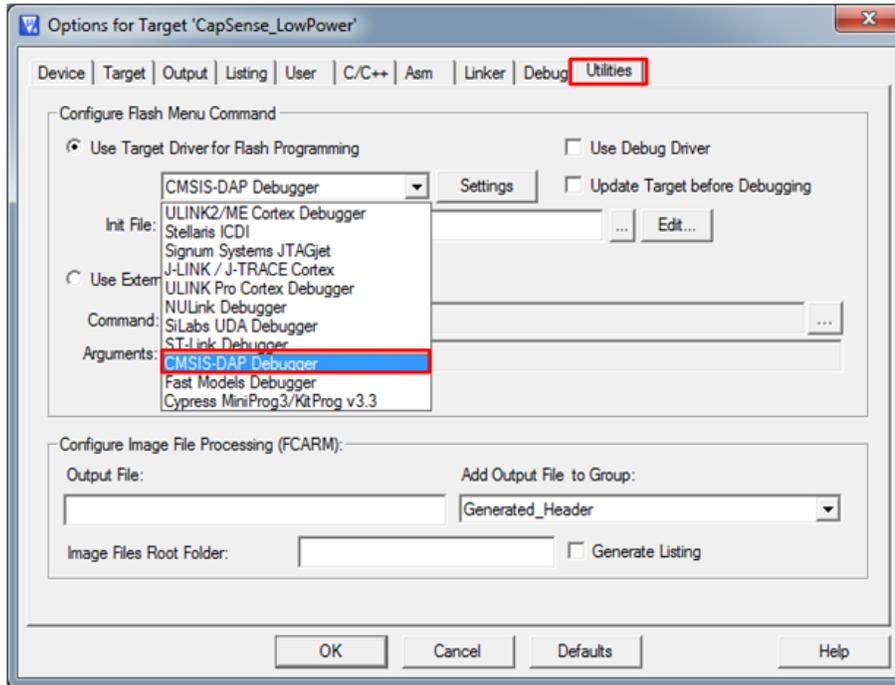 Options for Target 'CapSense_LowPower'
Device Target Output Listing User C/C++ Asm Linker Debug Utilities
Configure Flash Menu Command
Use Target Driver for Flash Programming
Use Debug Driver
CMSIS-DAP Debugger
Settings
Update Target before Debugging
ULINK2/ME Cortex Debugger
Stellaris ICDI
Init File:
... Edit...
Signum Systems JTAGjet
J-LINK / J-TRACE Cortex
Use Extern
ULINK Pro Cortex Debugger
NULink Debugger
Command:
...
SiLabs UDA Debugger
ST-Link Debugger
Arguments:
CMSIS-DAP Debugger
Fast Models Debugger
Cypress MiniProg3/KitProg v3.3
Configure Image File Processing (FCARM):
Output File:
Add Output File to Group:
Generated_Header
Image Files Root Folder:
Generate Listing
OK Cancel Defaults Help